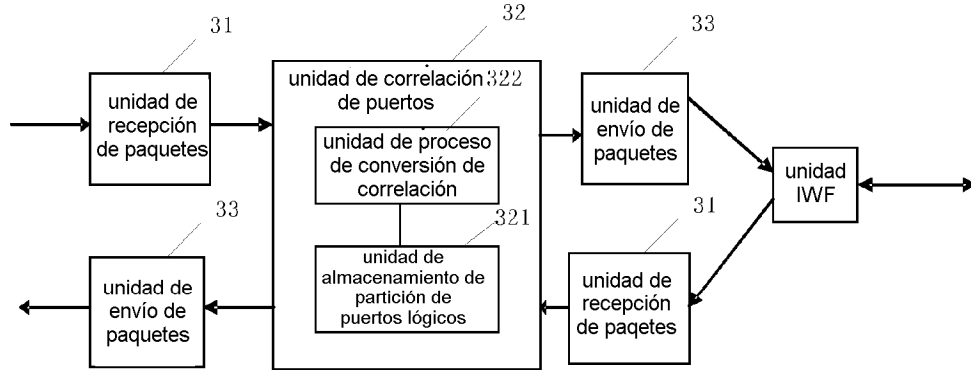 31
32
33
unidad de
recepción
de paquetes
unidad de correlación
de puertos
322
unidad de proceso
de conversión de
correlación
321
unidad de
almacenamiento de
partición de
puertos lógicos
unidad de
envío de
paquetes
unidad
IWF
33
unidad de
envío de
paquetes
31
unidad de
recepción
de paqetes